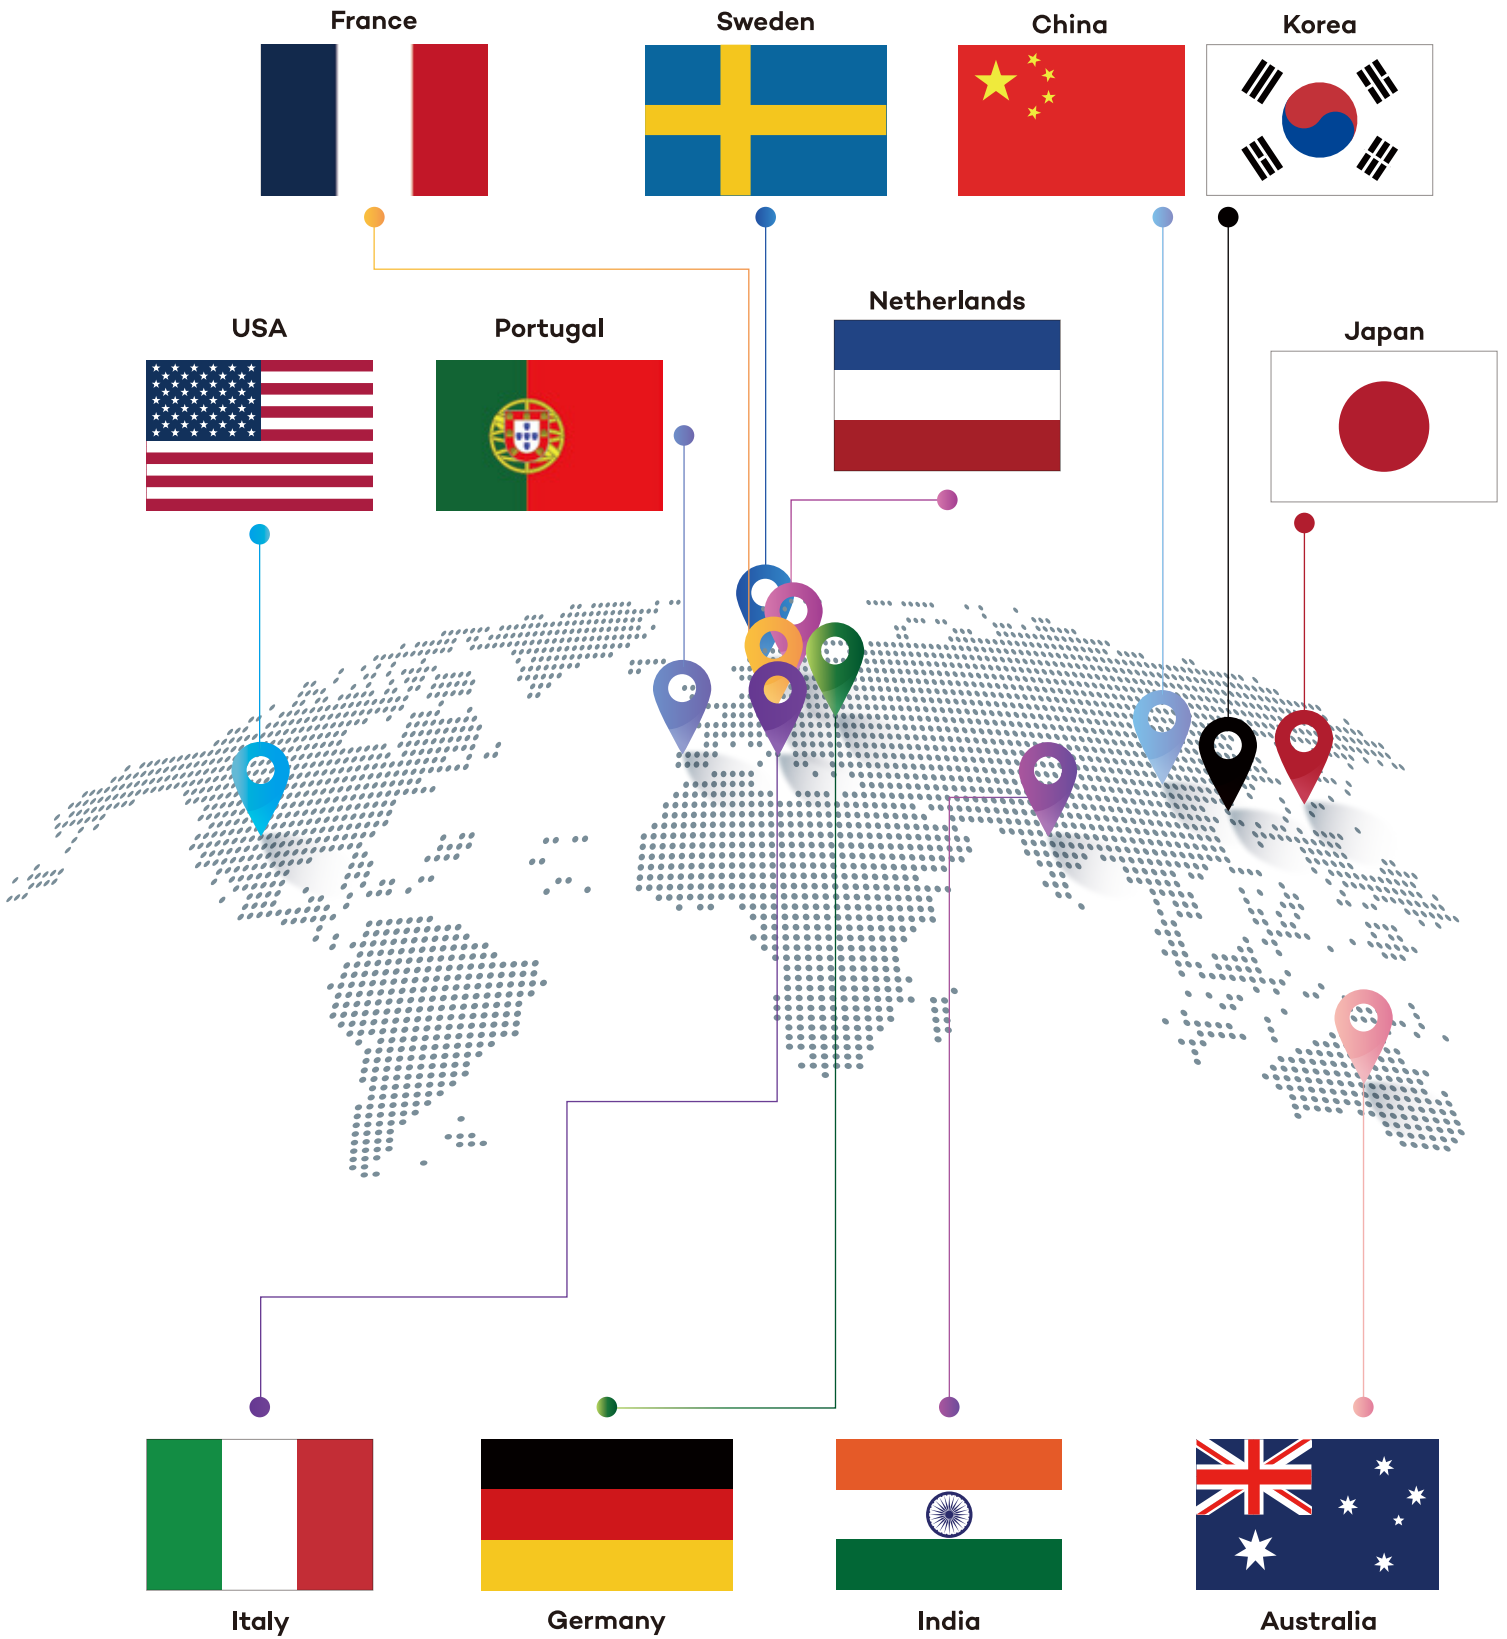 France
Sweden
China
Korea
Netherlands
USA
Portugal
Japan
Italy
Germany
India
Australia